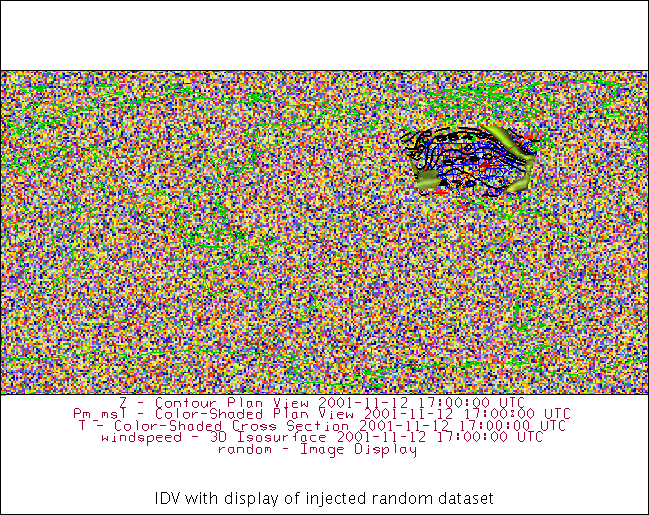 Z - Contour Plan View 2001-11-12 17:00:00 UTC
Pm_msl - Color-Shaded Plan View 2001-11-12 17:00:00 UTC
T - Color-Shaded Cross Section 2001-11-12 17:00:00 UTC
windspeed - 3D Isosurface 2001-11-12 17:00:00 UTC
random - Image Display
IDV with display of injected random dataset